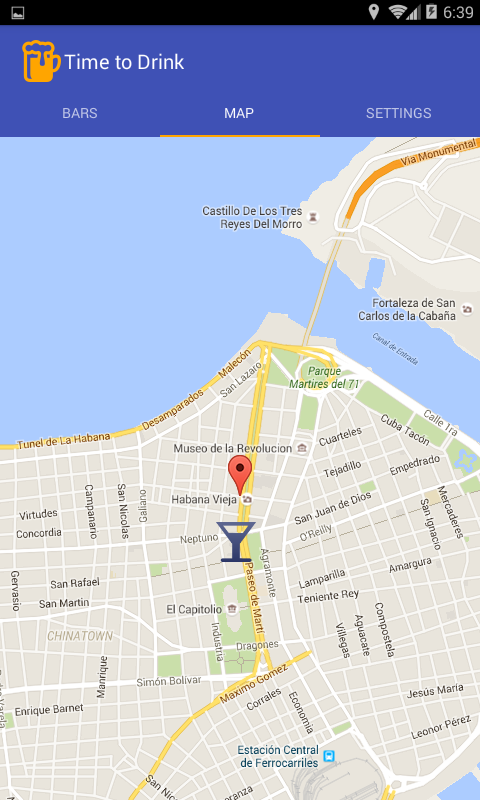 6:39
Time to Drink
BARS
MAP
SETTINGS
Via Monumental
Castillo De Los Tres
Reyes Del Morro
Fortaleza de San
Carlos de la Cabaña
Canal de Entrada
Malecón
San Lazaro
Parque
Martires del 71
Desamparados
Calle 1ra
Tunel de La Habana
Cuba Tacon
Cuarteles
Museo de la Revolucion
Tejadillo
Empedrado
Mercaderes
Campanario
San Nicolas
Galiano
Habana Vieja
San Juan de Dios
San Ignacio
Virtudes
Concordia
Neptuno
O'Reilly
Agramonte
Amargura
Gervasio
San Rafael
Lamparilla
Paseo de Martí
Teniente Rey
San Martin
El Capitolio
Compostela
Aguacate
Villegas
CHINATOWN
Industria
Dragones
Manrique
Simón Bolívar
Maximo Gomez
Jesús María
Corrales
Economía
Enrique Barnet
Leonor Pérez
Estación Central
de Ferrocarriles
San Nicolas
Esperanza